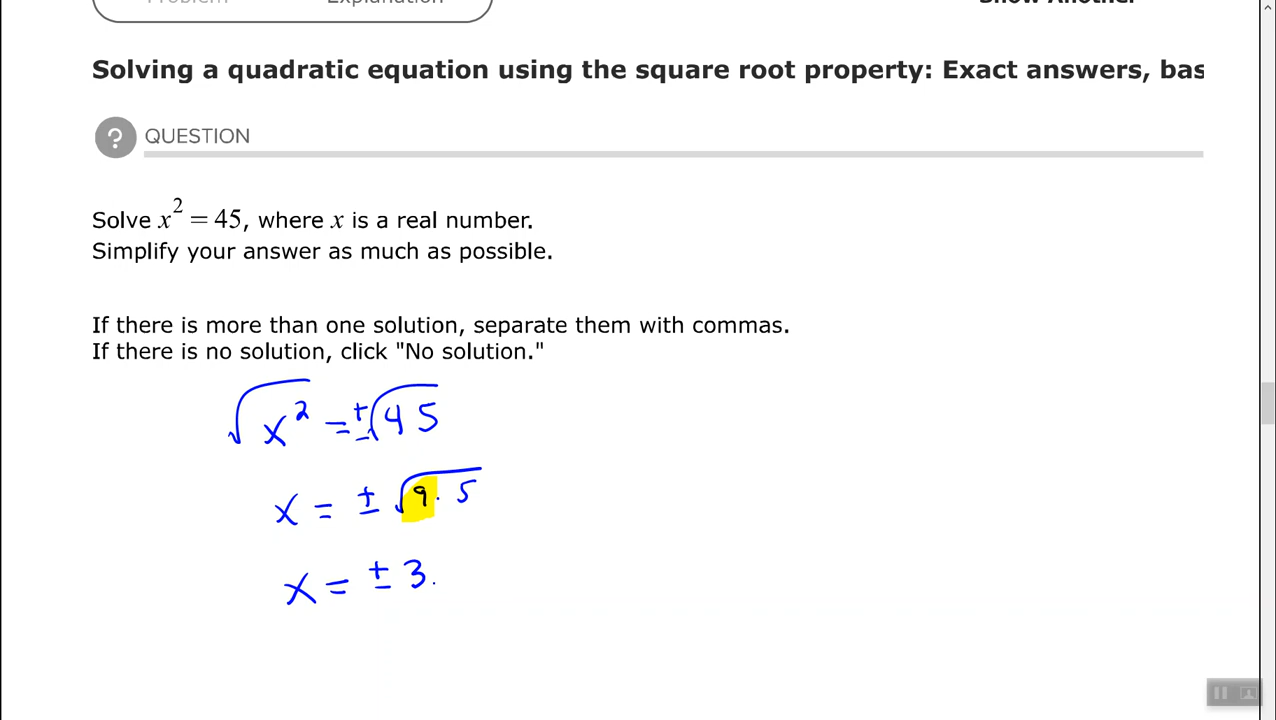 Solving a quadratic equation using the square root property: Exact answers, bas
? QUESTION
Solve x² = 45, where x is a real number.
Simplify your answer as much as possible.
If there is more than one solution, separate them with commas.
If there is no solution, click "No solution."
√x² = ±√45
x = ±√9·5
x = ±3.